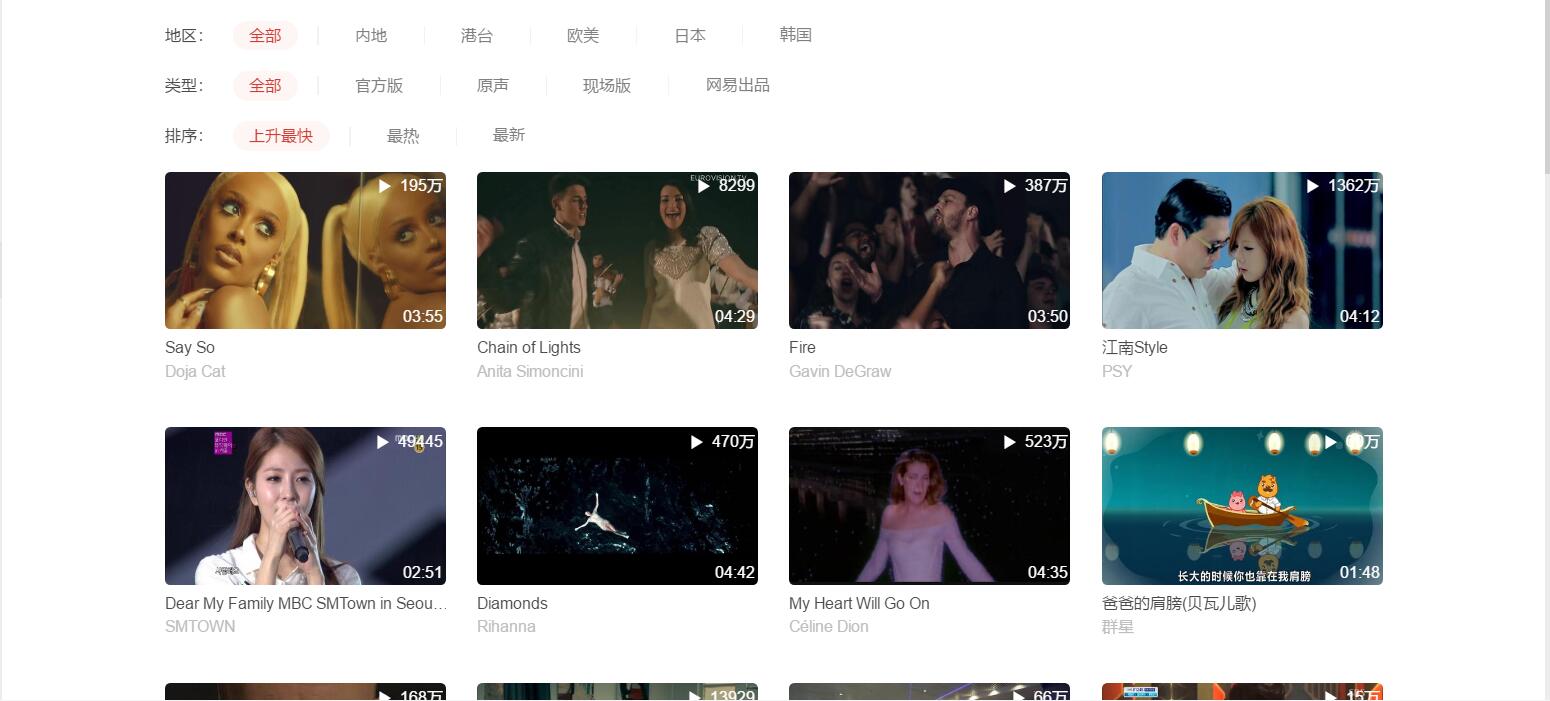 地区： 全部 内地 港台 欧美 日本 韩国
类型： 全部 官方版 原声 现场版 网易出品
排序： 上升最快 最热 最新
195万 EUROVISION.TV 8299 387万 1362万
03:55 04:29 03:50 04:12
Say So Chain of Lights Fire 江南Style
Doja Cat Anita Simoncini Gavin DeGraw PSY
49445 470万 523万 万
长大的时候你也靠在我肩膀
02:51 04:42 04:35 01:48
Dear My Family MBC SMTown in Seou… Diamonds My Heart Will Go On 爸爸的肩膀(贝瓦儿歌)
SMTOWN Rihanna Céline Dion 群星
168万 13929 66万 15万